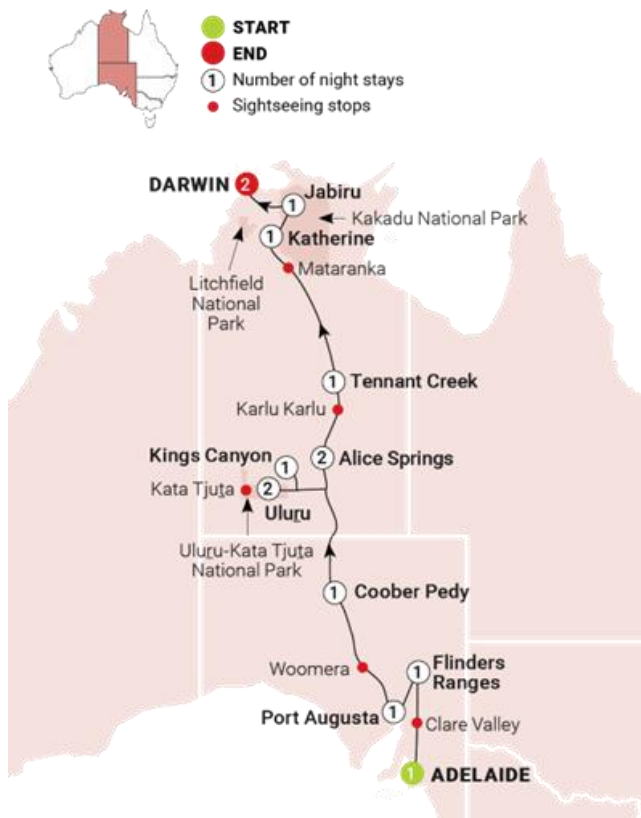 START
END
1 Number of night stays
Sightseeing stops
DARWIN 2
Jabiru
1
Kakadu National Park
1 Katherine
Litchfield
National
Park
Mataranka
1 Tennant Creek
Karlu Karlu
Kings Canyon
1
2 Alice Springs
Kata Tjuṯa
2
Uluṟu
Uluṟu-Kata Tjuṯa
National Park
1 Coober Pedy
Woomera
1 Flinders
Ranges
Port Augusta 1
Clare Valley
1 ADELAIDE